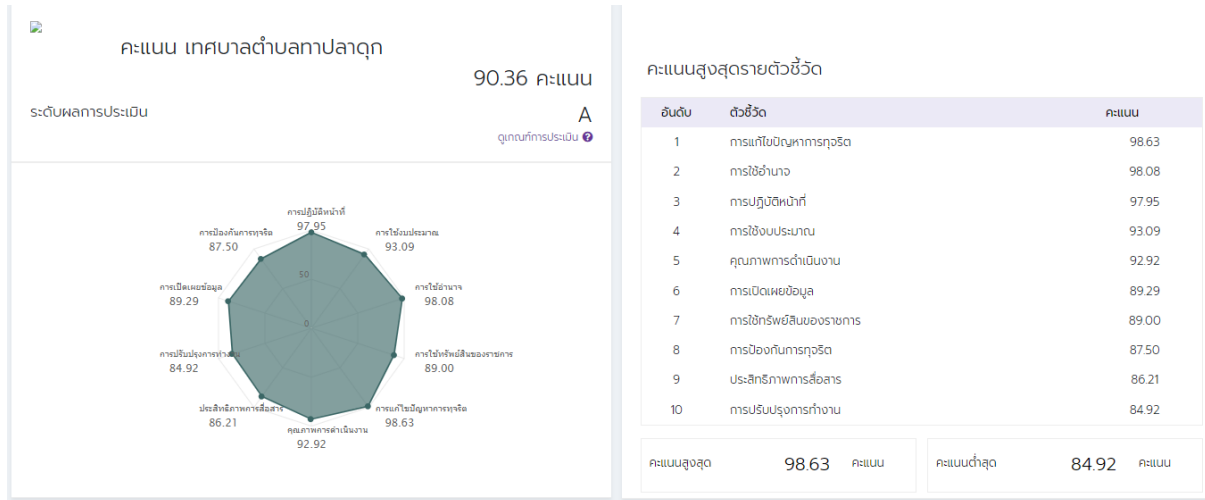 คะแนน เทศบาลตำบลทาปลาดุก
90.36 คะแนน
ระดับผลการประเมิน
A
ดูเกณฑ์การประเมิน ?
การปฏิบัติหน้าที่
97.95
การใช้งบประมาณ
93.09
การใช้อำนาจ
98.08
การใช้ทรัพย์สินของราชการ
89.00
การแก้ไขปัญหาการทุจริต
98.63
คุณภาพการดำเนินงาน
92.92
ประสิทธิภาพการสื่อสาร
86.21
การปรับปรุงการทำงาน
84.92
การเปิดเผยข้อมูล
89.29
การป้องกันการทุจริต
87.50
50
0
คะแนนสูงสุดรายตัวชี้วัด
อันดับ ตัวชี้วัด คะแนน
1 การแก้ไขปัญหาการทุจริต 98.63
2 การใช้อำนาจ 98.08
3 การปฏิบัติหน้าที่ 97.95
4 การใช้งบประมาณ 93.09
5 คุณภาพการดำเนินงาน 92.92
6 การเปิดเผยข้อมูล 89.29
7 การใช้ทรัพย์สินของราชการ 89.00
8 การป้องกันการทุจริต 87.50
9 ประสิทธิภาพการสื่อสาร 86.21
10 การปรับปรุงการทำงาน 84.92
คะแนนสูงสุด 98.63 คะแนน
คะแนนต่ำสุด 84.92 คะแนน